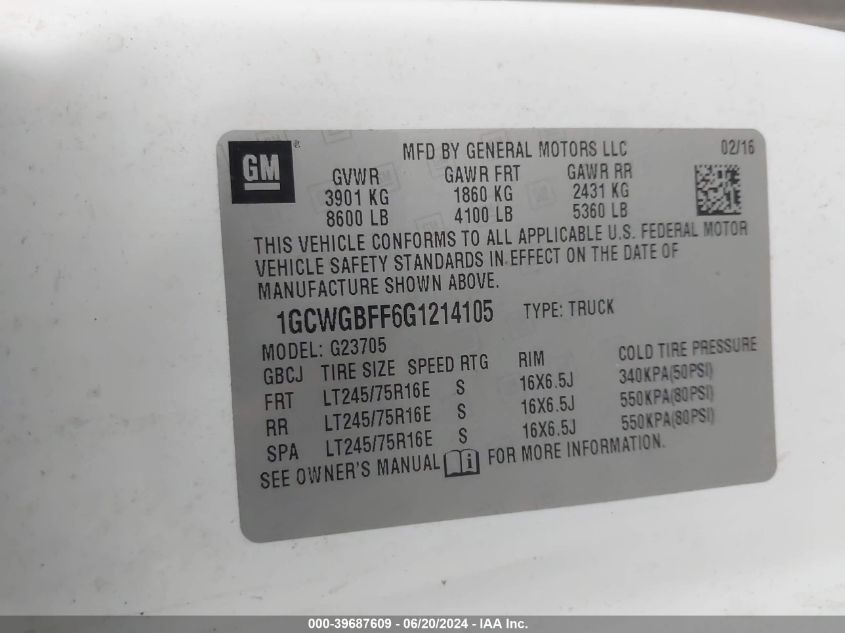 GM ®
MFD BY GENERAL MOTORS LLC 02/16
GVWR GAWR FRT GAWR RR
3901 KG 1860 KG 2431 KG
8600 LB 4100 LB 5360 LB
THIS VEHICLE CONFORMS TO ALL APPLICABLE U.S. FEDERAL MOTOR
VEHICLE SAFETY STANDARDS IN EFFECT ON THE DATE OF
MANUFACTURE SHOWN ABOVE.
1GCWGBFF6G1214105 TYPE: TRUCK
MODEL: G23705
GBCJ TIRE SIZE SPEED RTG RIM COLD TIRE PRESSURE
FRT LT245/75R16E S 16X6.5J 340KPA(50PSI)
RR LT245/75R16E S 16X6.5J 550KPA(80PSI)
SPA LT245/75R16E S 16X6.5J 550KPA(80PSI)
SEE OWNER'S MANUAL i FOR MORE INFORMATION.
000-39687609 - 06/20/2024 - IAA Inc.